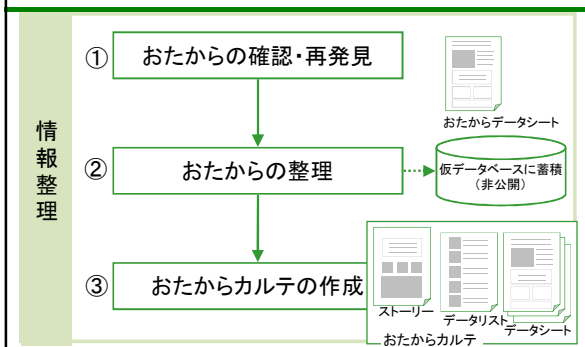 情報整理
① おたからの確認・再発見
おたからデータシート
② おたからの整理
仮データベースに蓄積
（非公開）
③ おたからカルテの作成
ストーリー
データリスト
データシート
おたからカルテ